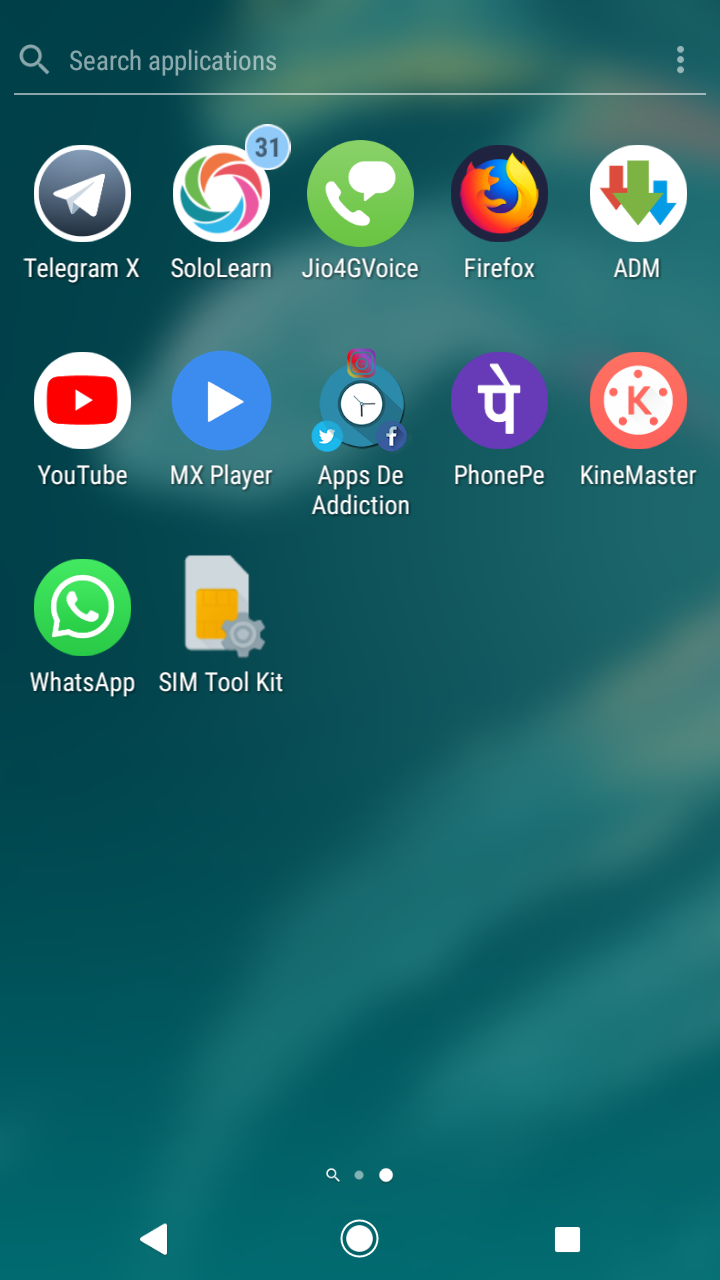 Search applications
31
Telegram X
SoloLearn
Jio4GVoice
Firefox
ADM
पे
K
YouTube
MX Player
Apps De
Addiction
PhonePe
KineMaster
WhatsApp
SIM Tool Kit